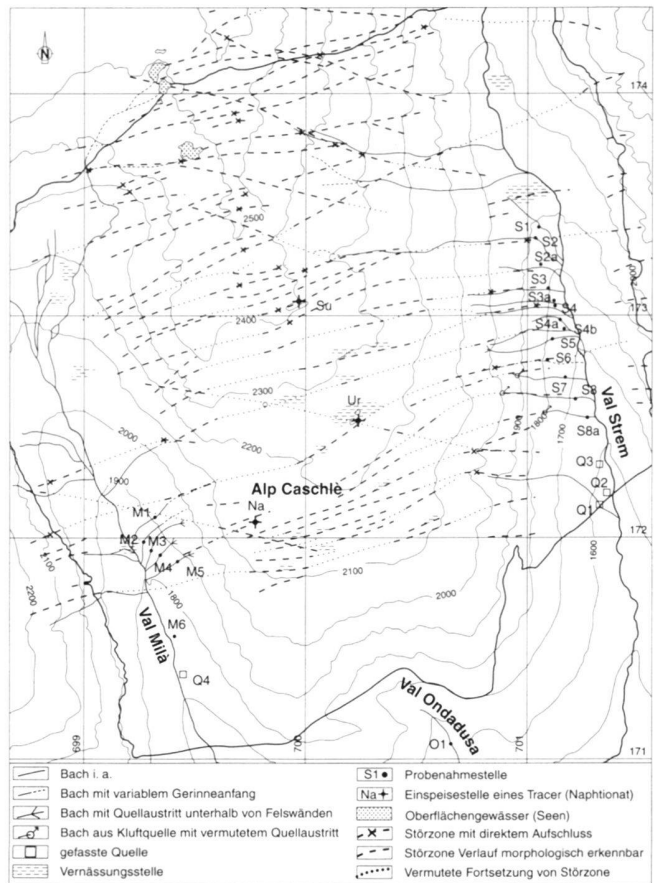 N
174
2500
S1
S2
S2a
S3
S3a
S4
S4a
S4b
S5
S6
S7
S8
S8a
Su
173
2400
2000
2300
Ur
2200
2000
1900
1800
1700
Val Strem
Q3
Q2
Q1
Alp Caschlè
Na
1900
M1
M2
M3
M4
M5
M6
172
2100
2200
2100
2000
1800
1600
Val Milà
Q4
Val Ondadusa
O1
699
700
701
171
Bach i. a.
Bach mit variablem Gerinneanfang
Bach mit Quellaustritt unterhalb von Felswänden
Bach aus Kluftquelle mit vermutetem Quellaustritt
gefasste Quelle
Vernässungsstelle
S1 Probenahmestelle
Na Einspeisestelle eines Tracer (Naphtionat)
Oberflächengewässer (Seen)
Störzone mit direktem Aufschluss
Störzone Verlauf morphologisch erkennbar
Vermutete Fortsetzung von Störzone